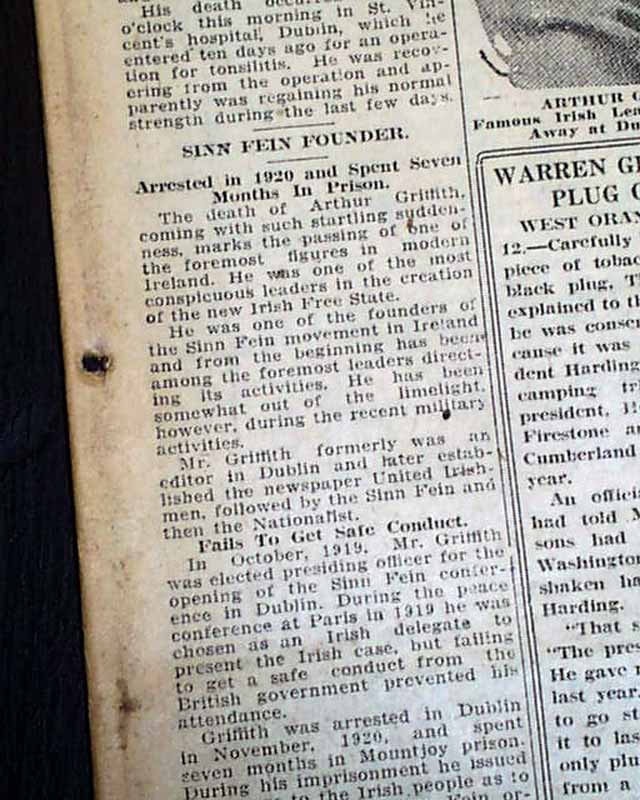 His death occurred
o'clock this morning in St. Vin-
cent's hospital, Dublin, which he
entered ten days ago for an opera-
tion for tonsilitis. He was recov-
ering from the operation and ap-
parently was regaining his normal
strength during the last few days.
SINN FEIN FOUNDER.
Arrested in 1920 and Spent Seven
Months In Prison.
The death of Arthur Griffith,
coming with such startling sudden-
ness, marks the passing of one of
the foremost figures in modern
Ireland. He was one of the most
conspicuous leaders in the creation
of the new Irish Free State.
He was one of the founders of
the Sinn Fein movement in Ireland
and from the beginning has been
among the foremost leaders direct-
ing its activities. He has been
somewhat out of the limelight,
however, during the recent military
activities.
Mr. Griffith formerly was an
editor in Dublin and later estab-
lished the newspaper United Irish-
men, followed by the Sinn Fein and
then the Nationalist.
Fails To Get Safe Conduct.
In October, 1919, Mr. Griffith
was elected presiding officer for the
opening of the Sinn Fein confer-
ence in Dublin. During the peace
conference at Paris in 1919 he was
chosen as an Irish delegate to
present the Irish case, but failing
to get a safe conduct from the
British government prevented his
attendance.
Griffith was arrested in Dublin
in November, 1920, and spent
seven months in Mountjoy prison.
During his imprisonment he issued
to the Irish people as to
Fein or-
ARTHUR G
Famous Irish Lea
Away at Du
WARREN G
PLUG
WEST ORAN
12.—Carefully
piece of tobac
black plug, T
explained to th
he was conser
cause it was
dent Harding
camping tr
president, H
Firestone an
Cumberland
year.
An offici
had told M
sons had
Washington
shaken ha
Harding.
"That s
"The pres
He gave
last year.
to go st
it to las
only plu
from a